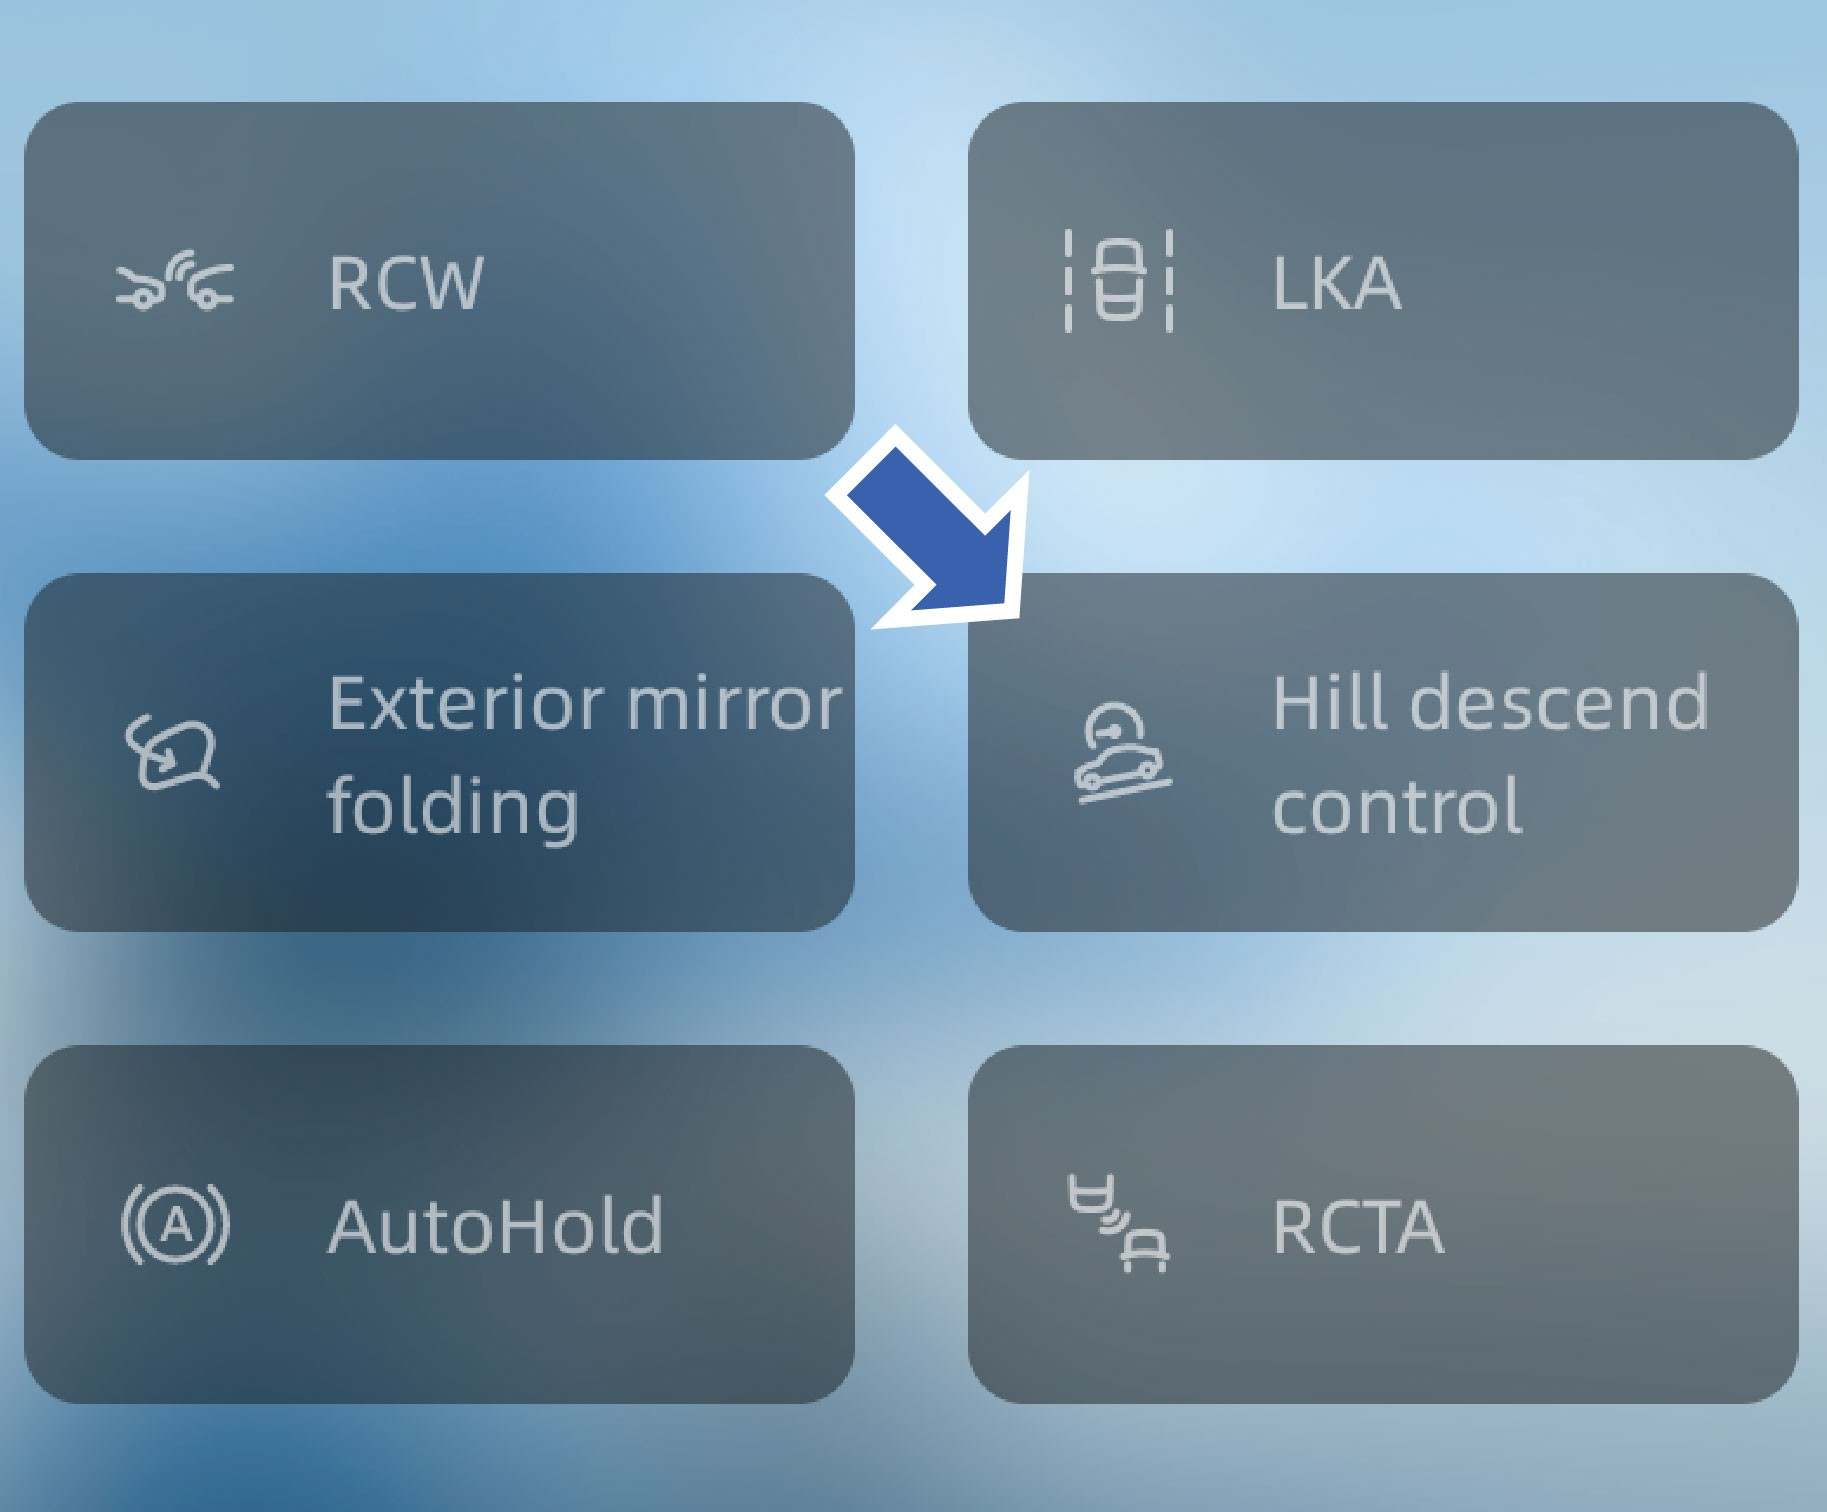 RCW
LKA
Exterior mirror
folding
Hill descend
control
A
AutoHold
RCTA